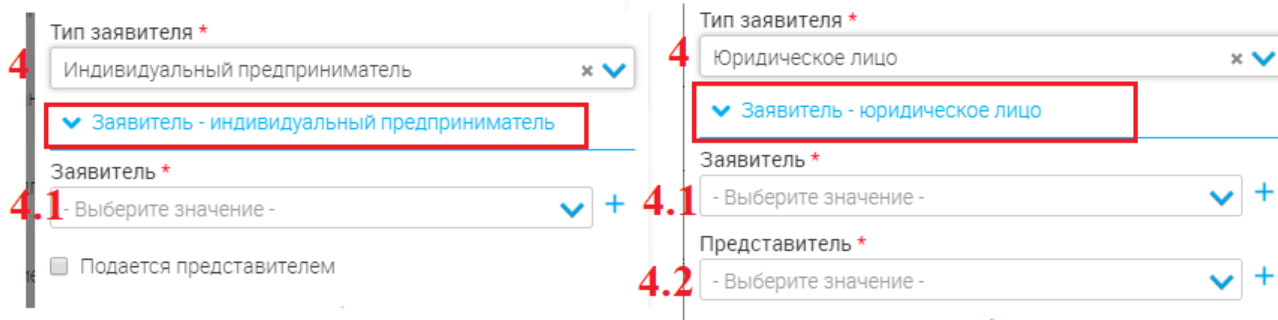 Тип заявителя *
4
Индивидуальный предприниматель
Заявитель - индивидуальный предприниматель
Заявитель *
4.1
- Выберите значение -
Подается представителем
Тип заявителя *
4
Юридическое лицо
Заявитель - юридическое лицо
Заявитель *
4.1
- Выберите значение -
Представитель *
4.2
- Выберите значение -